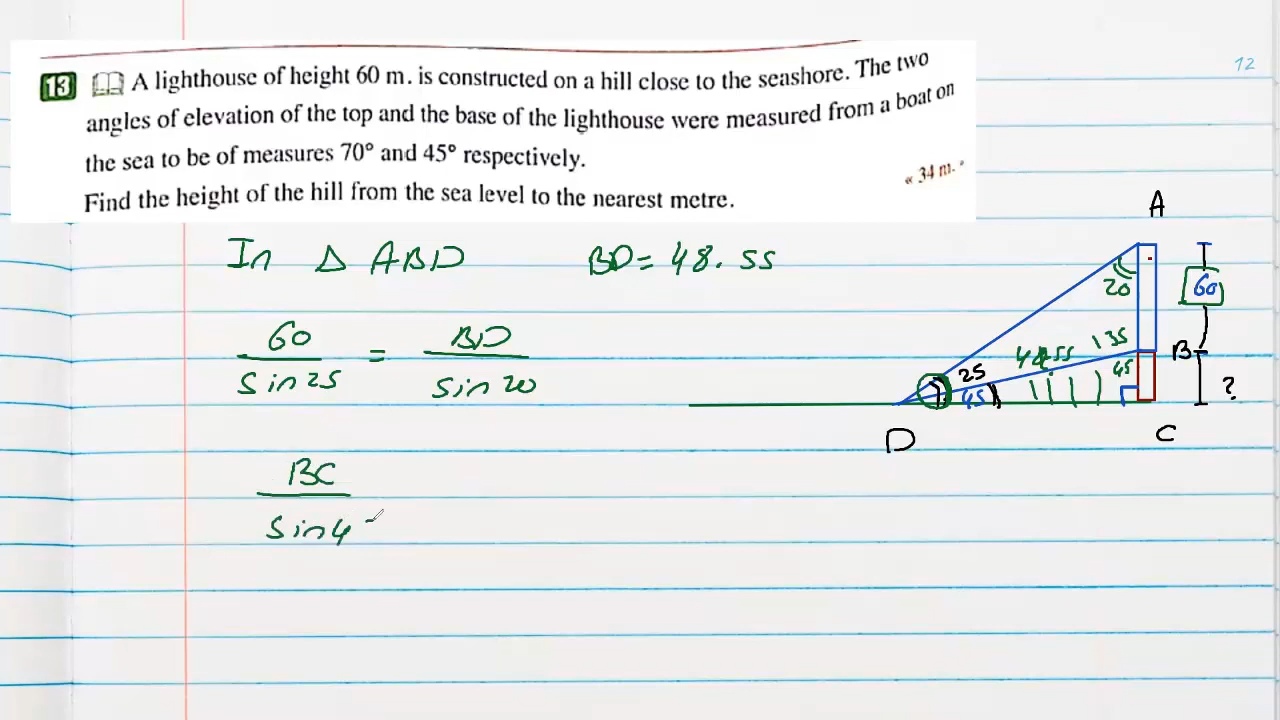 12
13 A lighthouse of height 60 m. is constructed on a hill close to the seashore. The two
angles of elevation of the top and the base of the lighthouse were measured from a boat on
the sea to be of measures 70° and 45° respectively.
Find the height of the hill from the sea level to the nearest metre.
« 34 m. »
In Δ ABD BD = 48.55
60 / sin 25 = BD / sin 20
BC / sin 4
A
20 60
135
B
25 45
45 ?
D C